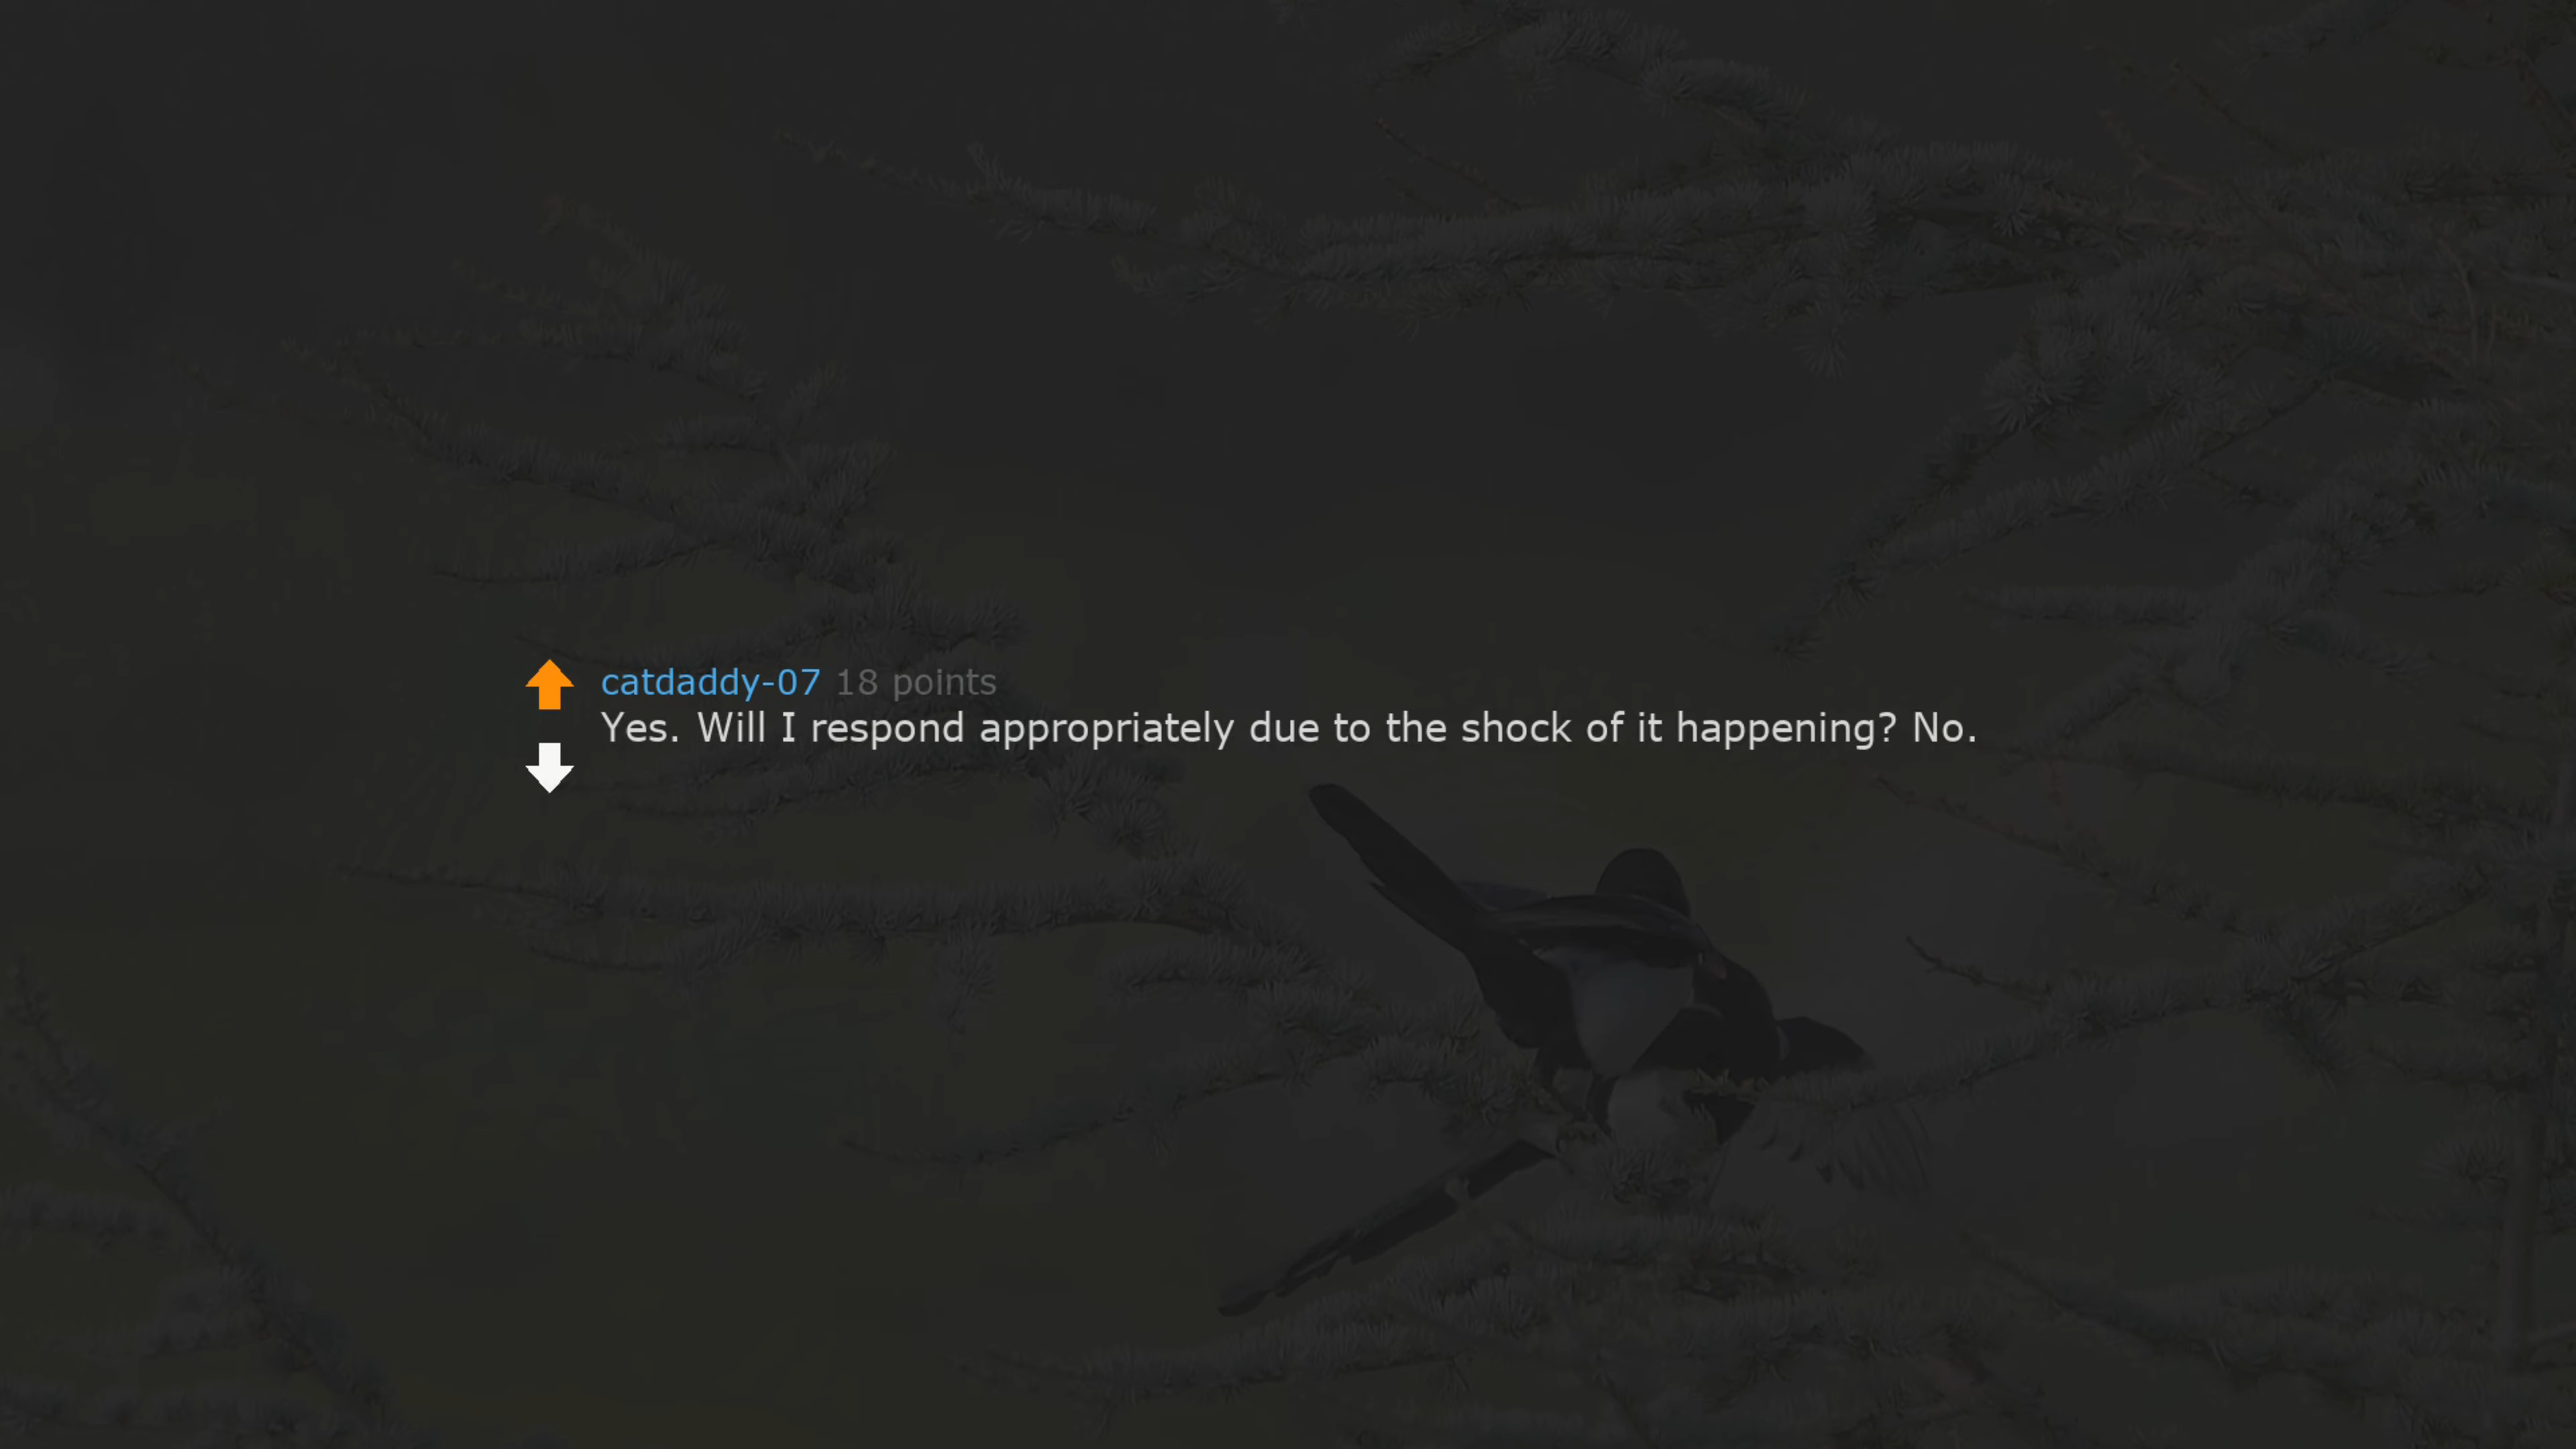 catdaddy-07 18 points
Yes. Will I respond appropriately due to the shock of it happening? No.